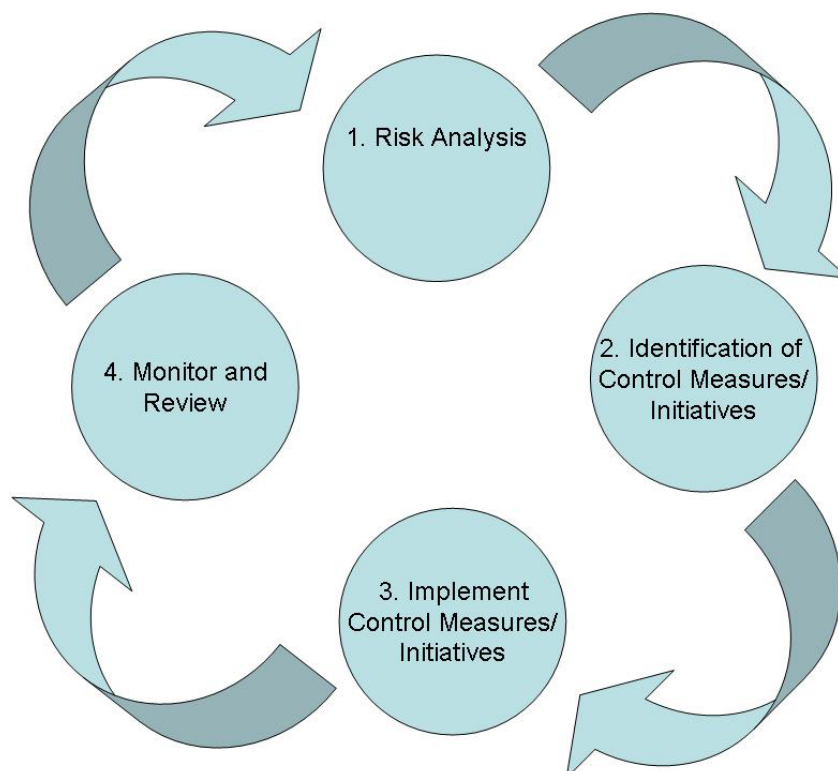 1. Risk Analysis
2. Identification of
Control Measures/
Initiatives
3. Implement
Control Measures/
Initiatives
4. Monitor and
Review